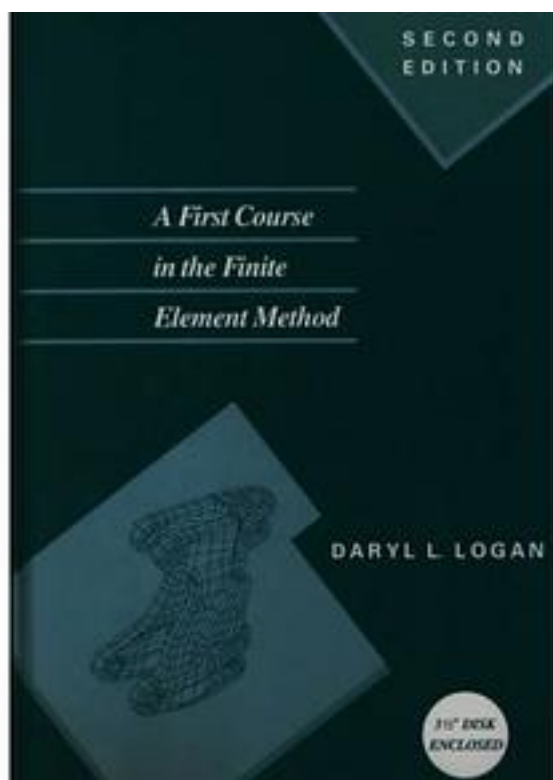 SECOND
EDITION
A First Course
in the Finite
Element Method
DARYL L. LOGAN
3½" DISK
ENCLOSED